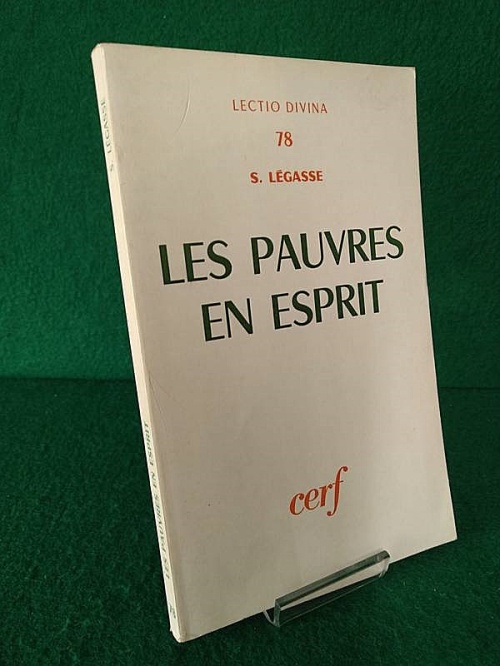 LECTIO DIVINA
78
S. LÉGASSE
LES PAUVRES
EN ESPRIT
cerf
S. LÉGASSE
LES PAUVRES EN ESPRIT